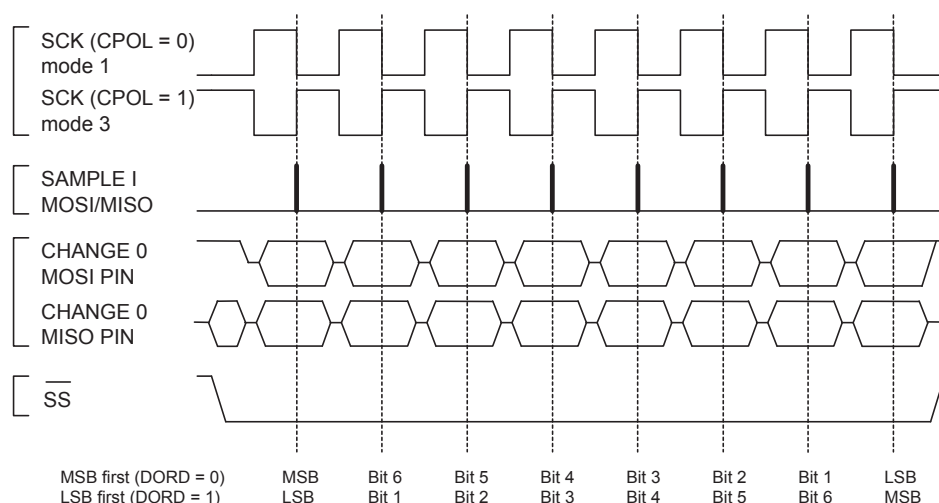 SCK (CPOL = 0)
mode 1
SCK (CPOL = 1)
mode 3
SAMPLE I
MOSI/MISO
CHANGE 0
MOSI PIN
CHANGE 0
MISO PIN
SS
MSB first (DORD = 0) MSB Bit 6 Bit 5 Bit 4 Bit 3 Bit 2 Bit 1 LSB
LSB first (DORD = 1) LSB Bit 1 Bit 2 Bit 3 Bit 4 Bit 5 Bit 6 MSB